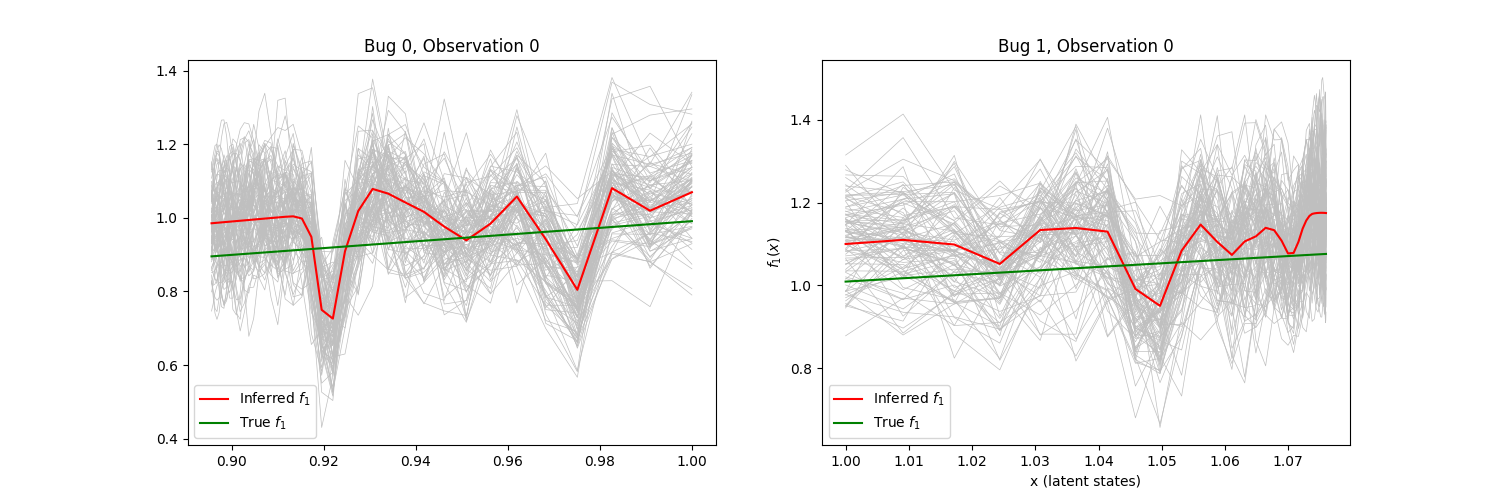 Bug 0, Observation 0
1.4
1.2
1.0
0.8
0.6
0.4
Inferred f₁
True f₁
0.90 0.92 0.94 0.96 0.98 1.00
Bug 1, Observation 0
f₁(x)
1.4
1.2
1.0
0.8
Inferred f₁
True f₁
1.00 1.01 1.02 1.03 1.04 1.05 1.06 1.07
x (latent states)